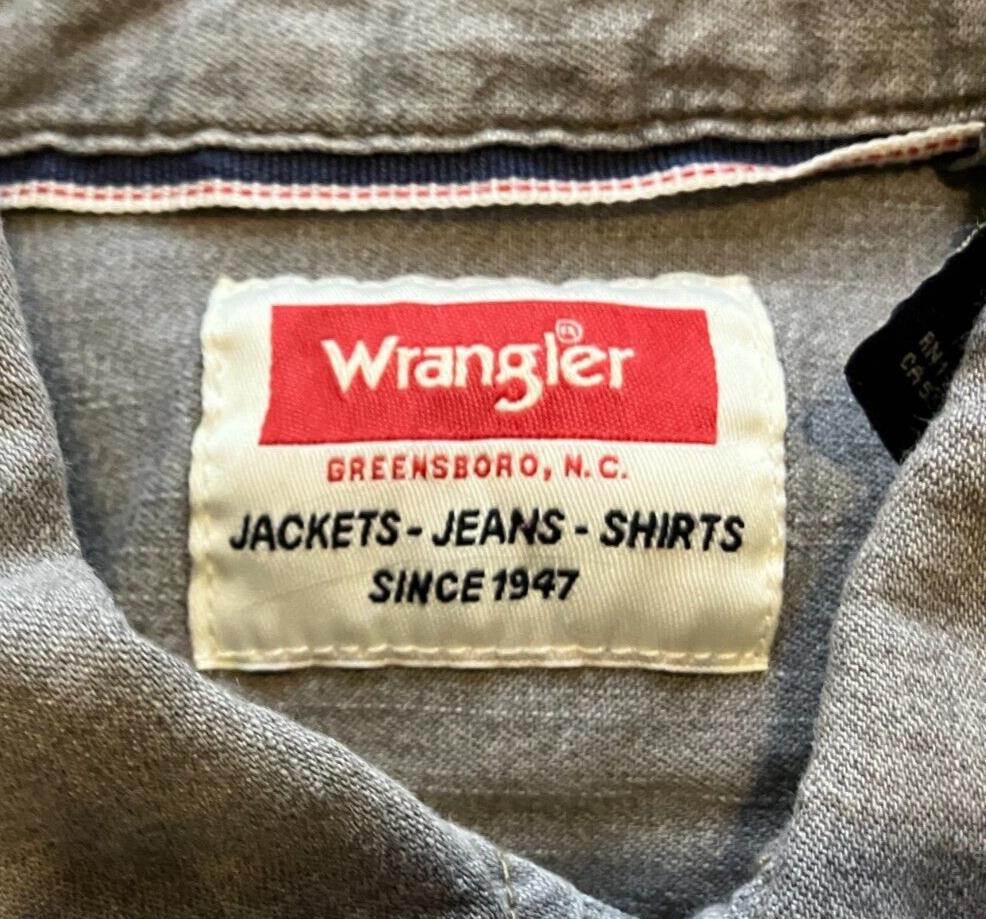 Wrangler®
GREENSBORO, N.C.
JACKETS - JEANS - SHIRTS
SINCE 1947